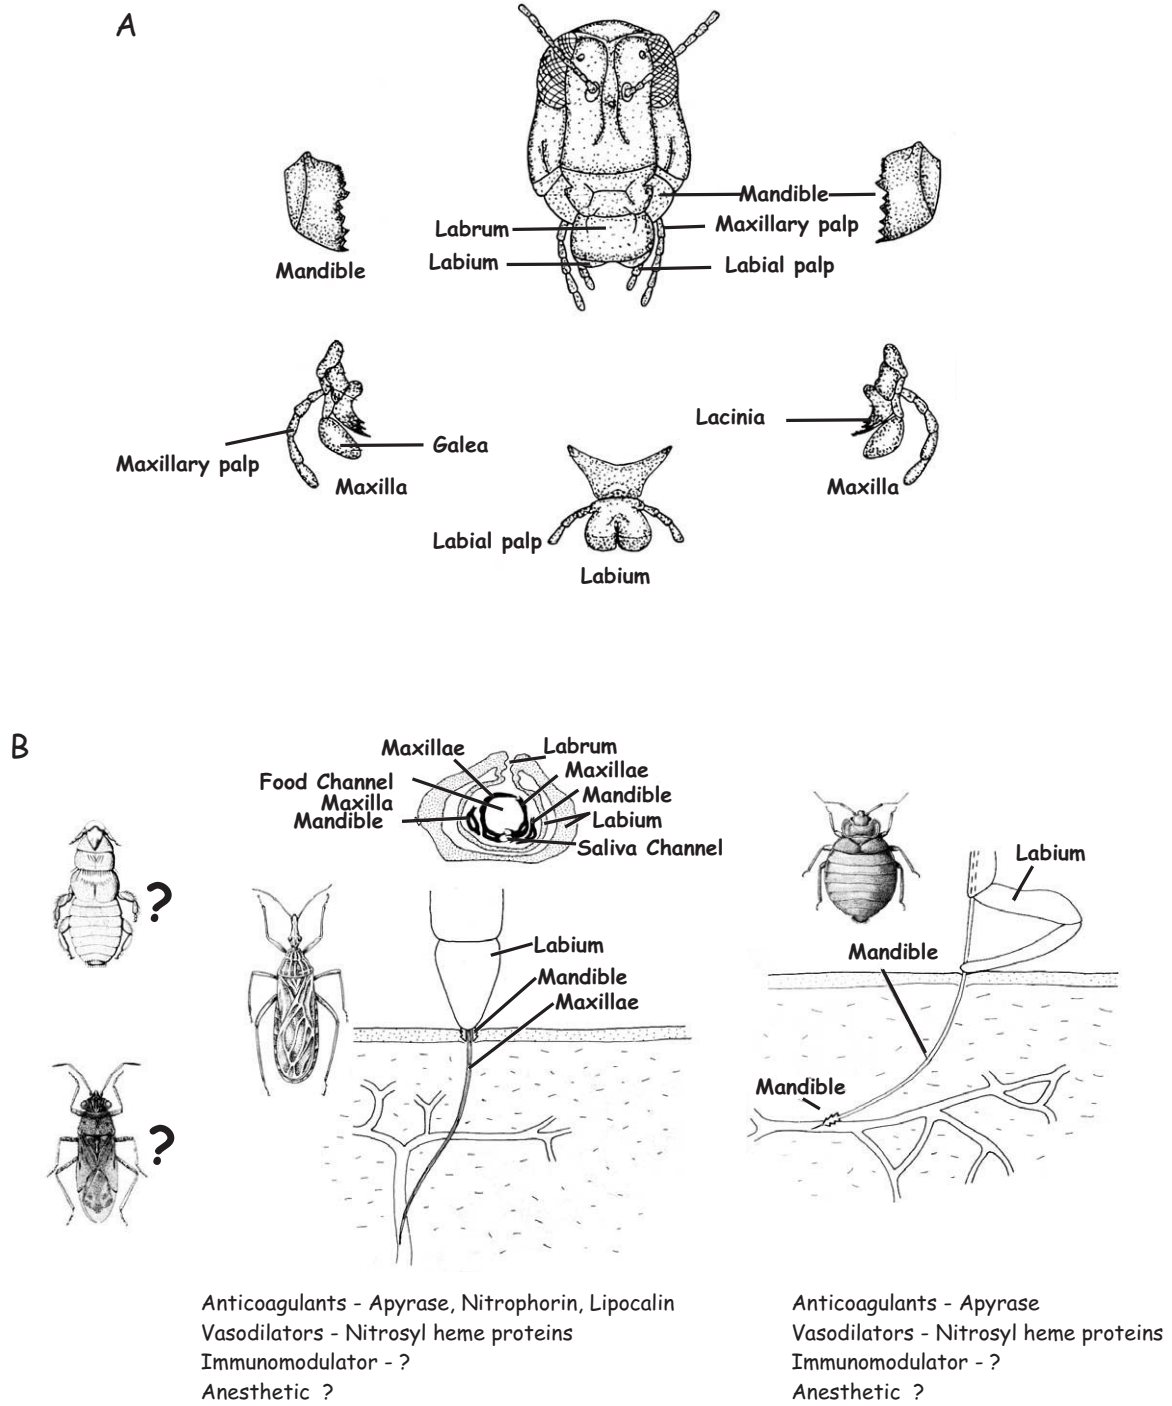 A
Mandible
Labrum
Maxillary palp
Labium
Labial palp
Mandible
Lacinia
Galea
Maxillary palp
Maxilla
Maxilla
Labial palp
Labium
B
Maxillae
Labrum
Maxillae
Food Channel
Mandible
Maxilla
Mandible
Labium
Saliva Channel
Labium
?
Labium
Mandible
Mandible
Maxillae
Mandible
?
Anticoagulants - Apyrase, Nitrophorin, Lipocalin
Vasodilators - Nitrosyl heme proteins
Immunomodulator - ?
Anesthetic ?
Anticoagulants - Apyrase
Vasodilators - Nitrosyl heme proteins
Immunomodulator - ?
Anesthetic ?